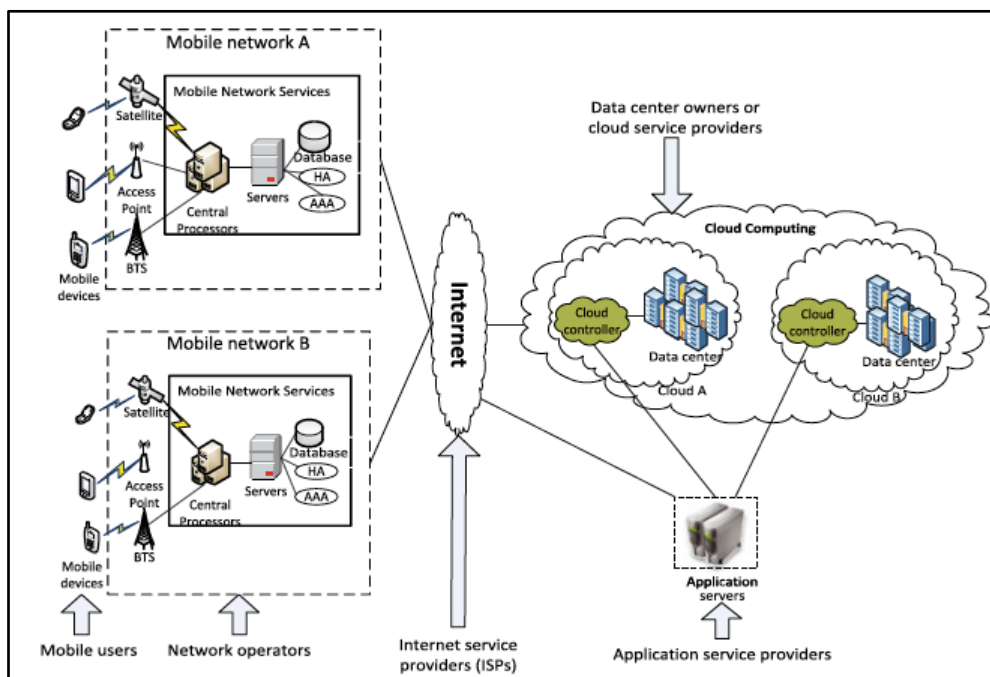 Mobile network A
Mobile Network Services
Satellite
Database
HA
AAA
Servers
Access
Point
Central
Processors
BTS
Mobile
devices
Mobile network B
Mobile Network Services
Satellite
Database
HA
AAA
Servers
Access
Point
Central
Processors
BTS
Mobile
devices
Mobile users
Network operators
Internet
Internet service
providers (ISPs)
Data center owners or
cloud service providers
Cloud Computing
Cloud
controller
Data center
Cloud A
Cloud
controller
Data center
Cloud B
Application
servers
Application service providers